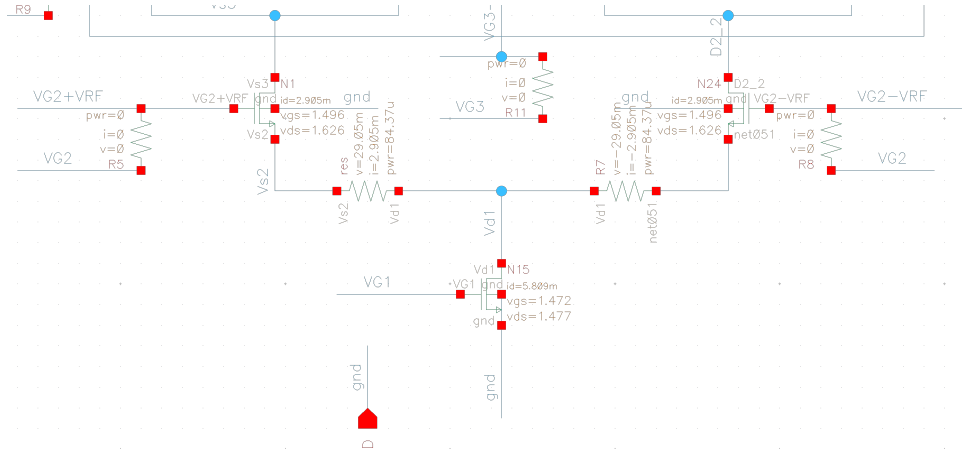 R9
VG3-
D2_2
Vs3
N1
VG2+VRF
VG2+VRF
gnd
id=2.905m
gnd
vgs=1.496
vds=1.626
Vs2
pwr=0
i=0
v=0
R5
VG2
pwr=0
i=0
v=0
R11
VG3
N24
D2_2
gnd
id=2.905m
gnd
VG2-VRF
VG2-VRF
vgs=1.496
vds=1.626
net051
pwr=0
i=0
v=0
R8
VG2
Vs2
res
v=29.05m
i=2.905m
pwr=84.37u
Vs2
Vd1
R7
v=-29.05m
i=-2.905m
pwr=84.37u
Vd1
net051
Vd1
Vd1
N15
VG1
VG1
gnd
id=5.809m
vgs=1.472
vds=1.477
gnd
gnd
gnd
D